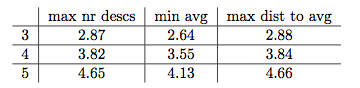 max nr descs min avg max dist to avg
3 2.87 2.64 2.88
4 3.82 3.55 3.84
5 4.65 4.13 4.66